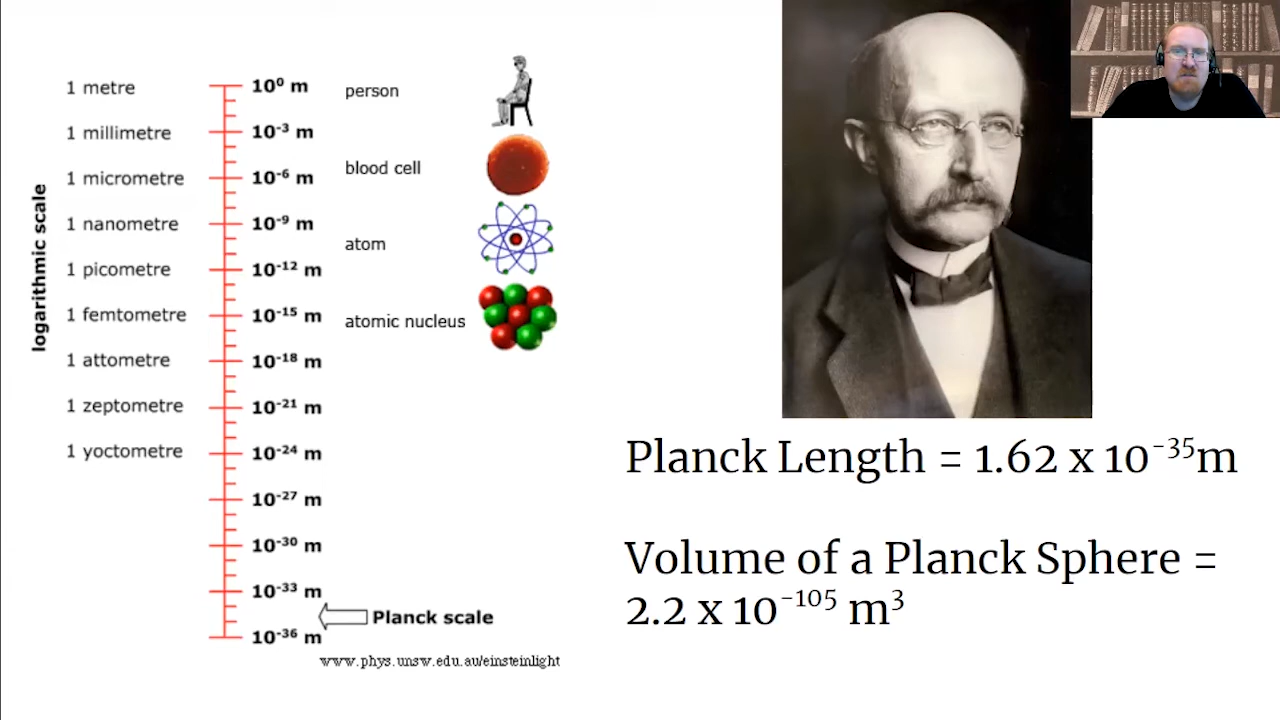 logarithmic scale
1 metre 10⁰ m person
1 millimetre 10⁻³ m
blood cell
1 micrometre 10⁻⁶ m
1 nanometre 10⁻⁹ m
atom
1 picometre 10⁻¹² m
1 femtometre 10⁻¹⁵ m atomic nucleus
1 attometre 10⁻¹⁸ m
1 zeptometre 10⁻²¹ m
1 yoctometre 10⁻²⁴ m
10⁻²⁷ m
10⁻³⁰ m
10⁻³³ m
Planck scale
10⁻³⁶ m
www.phys.unsw.edu.au/einsteinlight
Planck Length = 1.62 x 10⁻³⁵m
Volume of a Planck Sphere =
2.2 x 10⁻¹⁰⁵ m³